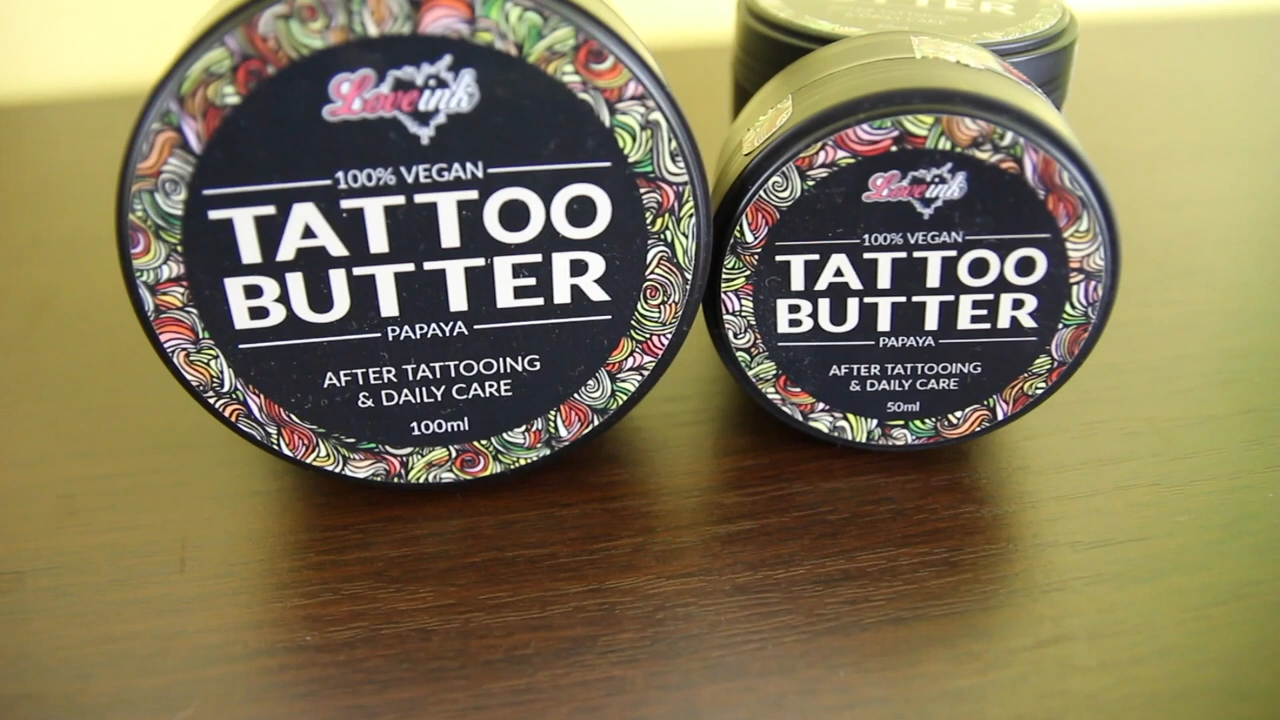 Loveink
100% VEGAN
TATTOO
BUTTER
PAPAYA
AFTER TATTOOING
& DAILY CARE
100ml
Loveink
100% VEGAN
TATTOO
BUTTER
PAPAYA
AFTER TATTOOING
& DAILY CARE
50ml